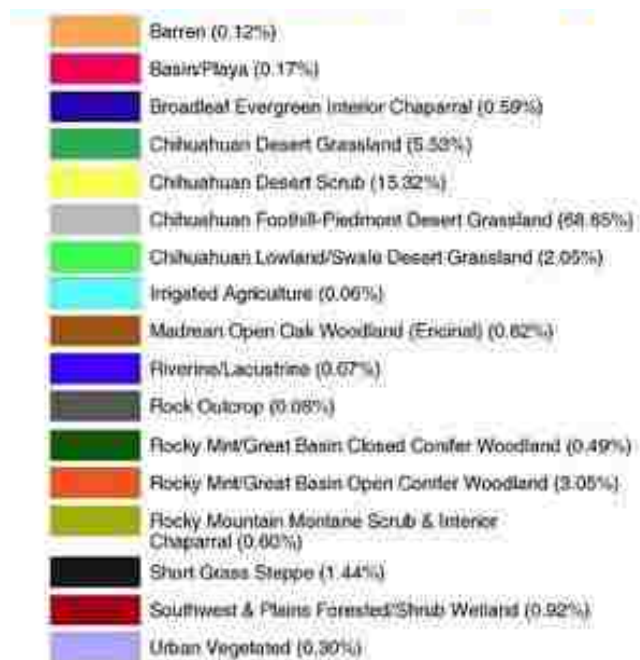 Barren (0.12%)
Basin/Playa (0.17%)
Broadleaf Evergreen Interior Chaparral (0.59%)
Chihuahuan Desert Grassland (5.53%)
Chihuahuan Desert Scrub (15.32%)
Chihuahuan Foothill-Piedmont Desert Grassland (68.65%)
Chihuahuan Lowland/Swale Desert Grassland (2.05%)
Irrigated Agriculture (0.06%)
Madrean Open Oak Woodland (Encinal) (0.62%)
Riverine/Lacustrine (0.07%)
Rock Outcrop (0.08%)
Rocky Mnt/Great Basin Closed Conifer Woodland (0.49%)
Rocky Mnt/Great Basin Open Conifer Woodland (3.05%)
Rocky Mountain Montane Scrub & Interior
Chaparral (0.60%)
Short Grass Steppe (1.44%)
Southwest & Plains Forested/Shrub Wetland (0.92%)
Urban Vegetated (0.30%)